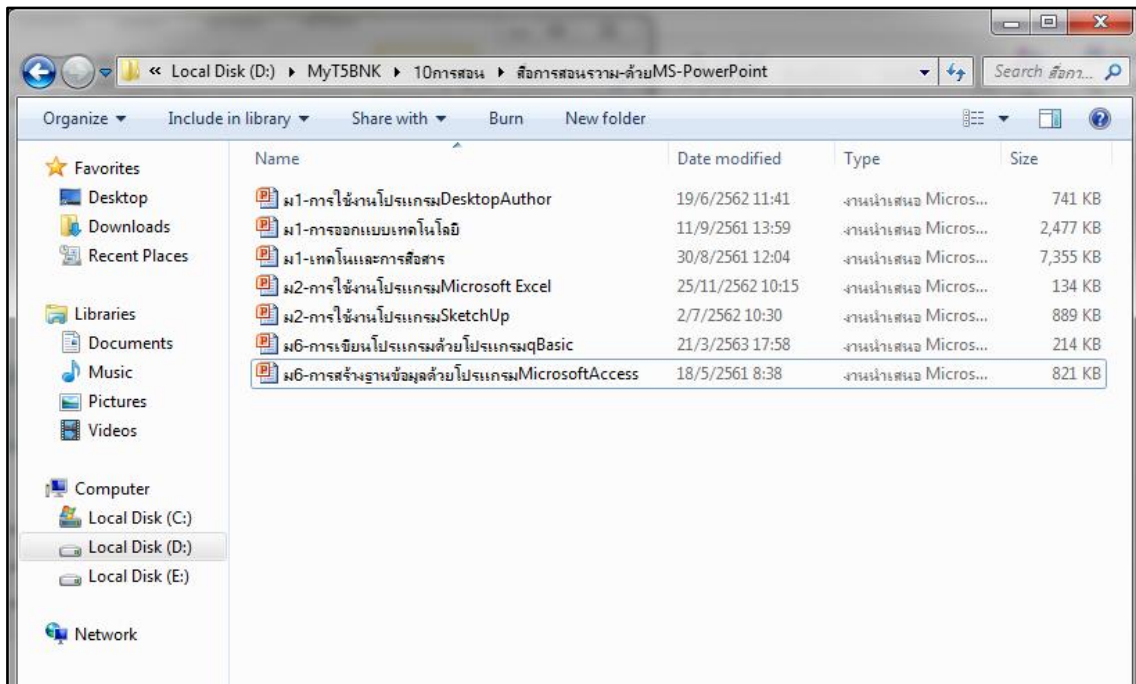 « Local Disk (D:) ▸ MyT5BNK ▸ 10การสอน ▸ สื่อการสอนรวาม-ด้วยMS-PowerPoint
Search สื่อกา...
Organize Include in library Share with Burn New folder
Name Date modified Type Size
Favorites
Desktop
Downloads
Recent Places
Libraries
Documents
Music
Pictures
Videos
Computer
Local Disk (C:)
Local Disk (D:)
Local Disk (E:)
Network
ม1-การใช้งานโปรแกรมDesktopAuthor 19/6/2562 11:41 งานนำเสนอ Micros... 741 KB
ม1-การออกแบบเทคโนโลยี 11/9/2561 13:59 งานนำเสนอ Micros... 2,477 KB
ม1-เทคโนและการสื่อสาร 30/8/2561 12:04 งานนำเสนอ Micros... 7,355 KB
ม2-การใช้งานโปรแกรมMicrosoft Excel 25/11/2562 10:15 งานนำเสนอ Micros... 134 KB
ม2-การใช้งานโปรแกรมSketchUp 2/7/2562 10:30 งานนำเสนอ Micros... 889 KB
ม6-การเขียนโปรแกรมด้วยโปรแกรมqBasic 21/3/2563 17:58 งานนำเสนอ Micros... 214 KB
ม6-การสร้างฐานข้อมูลด้วยโปรแกรมMicrosoftAccess 18/5/2561 8:38 งานนำเสนอ Micros... 821 KB